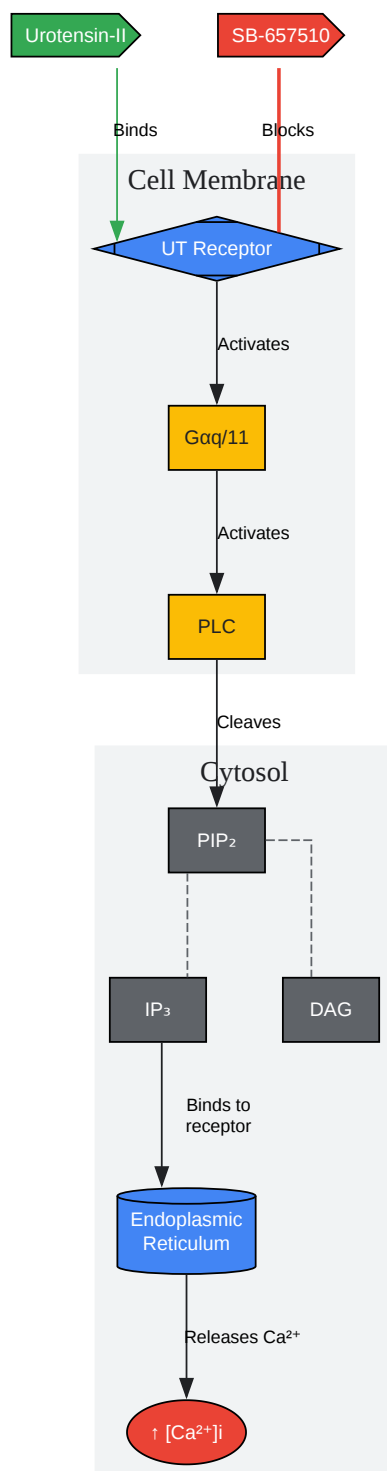 Urotensin-II
SB-657510
Binds
Blocks
Cell Membrane
UT Receptor
Activates
Gαq/11
Activates
PLC
Cleaves
Cytosol
PIP₂
IP₃
DAG
Binds to
receptor
Endoplasmic
Reticulum
Releases Ca²⁺
↑ [Ca²⁺]i